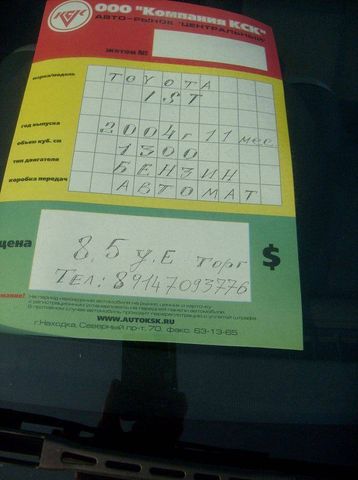 КСК ООО "Компания КСК"
АВТО-РЫНОК "ЦЕНТРАЛЬНЫЙ"
жетон №
марка/модель TOYOTA
IST
год выпуска 2004г 11 мес
объем куб. см 1300
тип двигателя БЕНЗИН
коробка передач АВТОМАТ
цена 8,5 у.е торг $
Тел: 89147093776
WWW.AUTOKSK.RU
г.Находка, Северный пр-т, 70, факс: 63-13-65